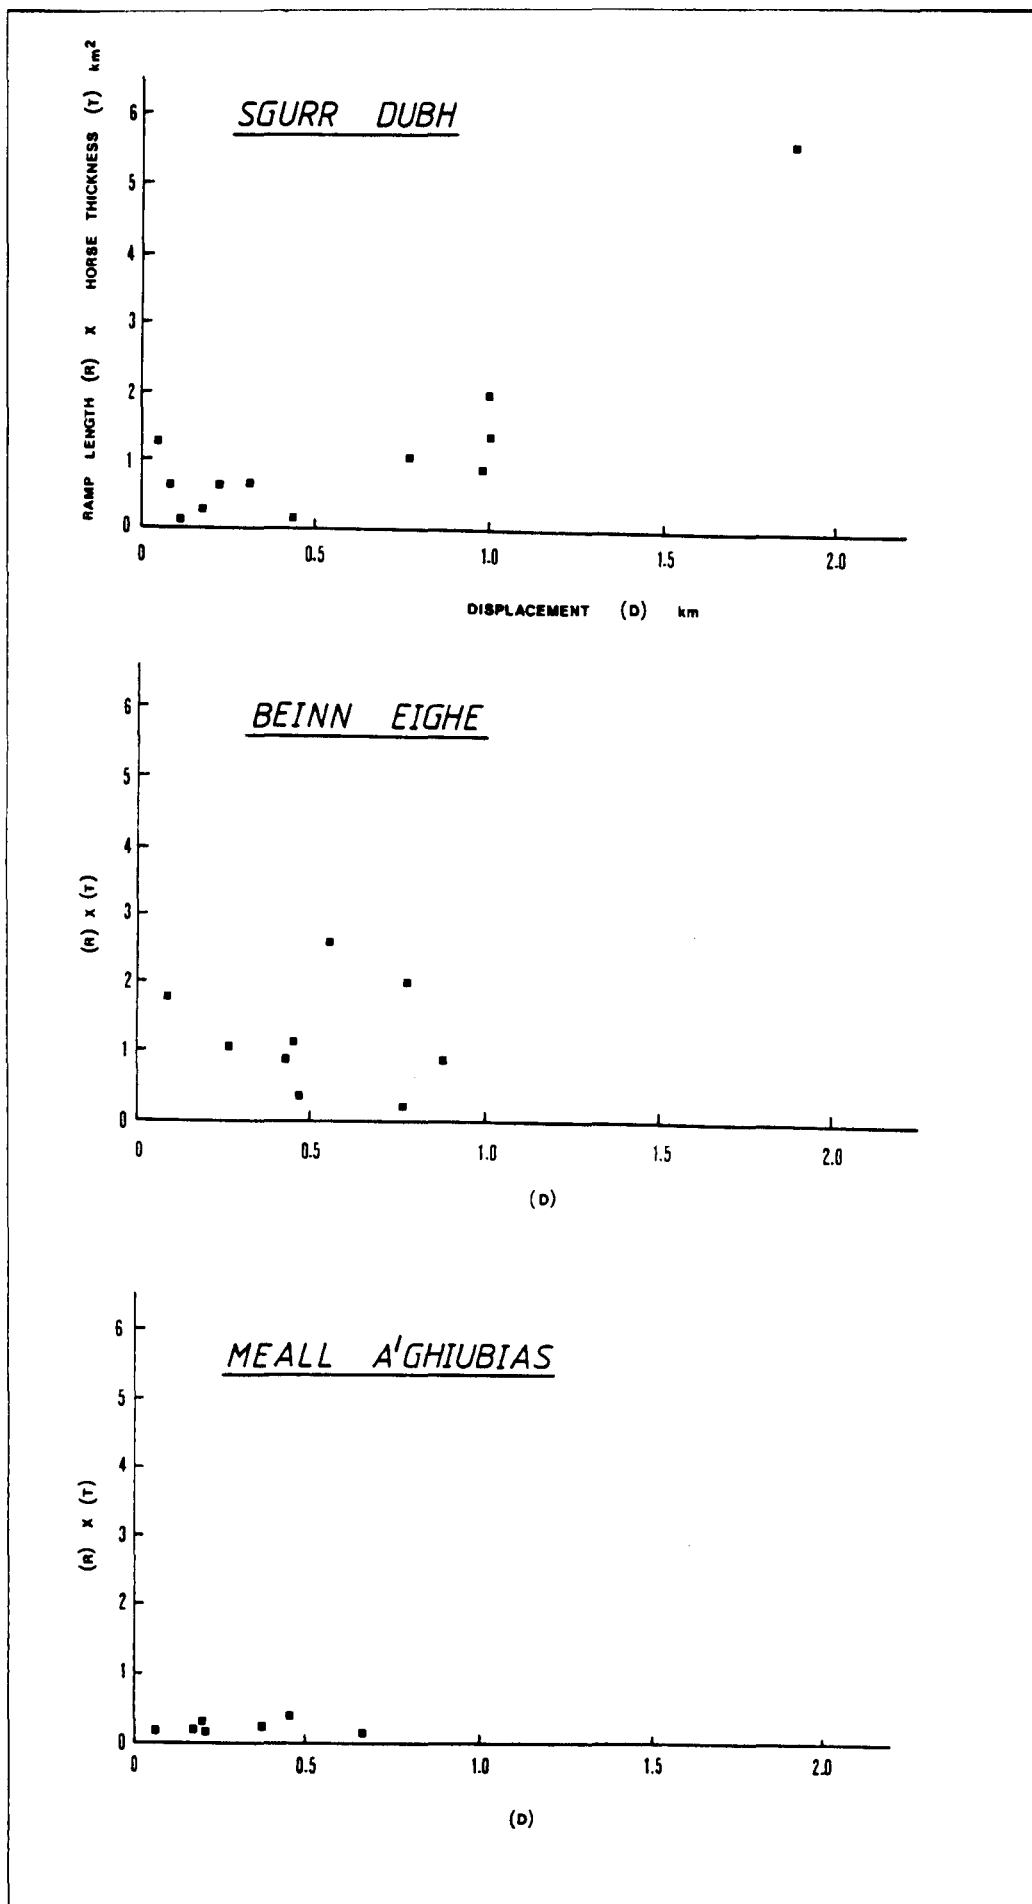 RAMP LENGTH (R) X HORSE THICKNESS (T) km2
SGURR DUBH
6
5
4
3
2
1
0
0 0.5 1.0 1.5 2.0
DISPLACEMENT (D) km
BEINN EIGHE
(R) X (T)
6
5
4
3
2
1
0
0 0.5 1.0 1.5 2.0
(D)
MEALL A'GHIUBIAS
(R) X (T)
6
5
4
3
2
1
0
0 0.5 1.0 1.5 2.0
(D)